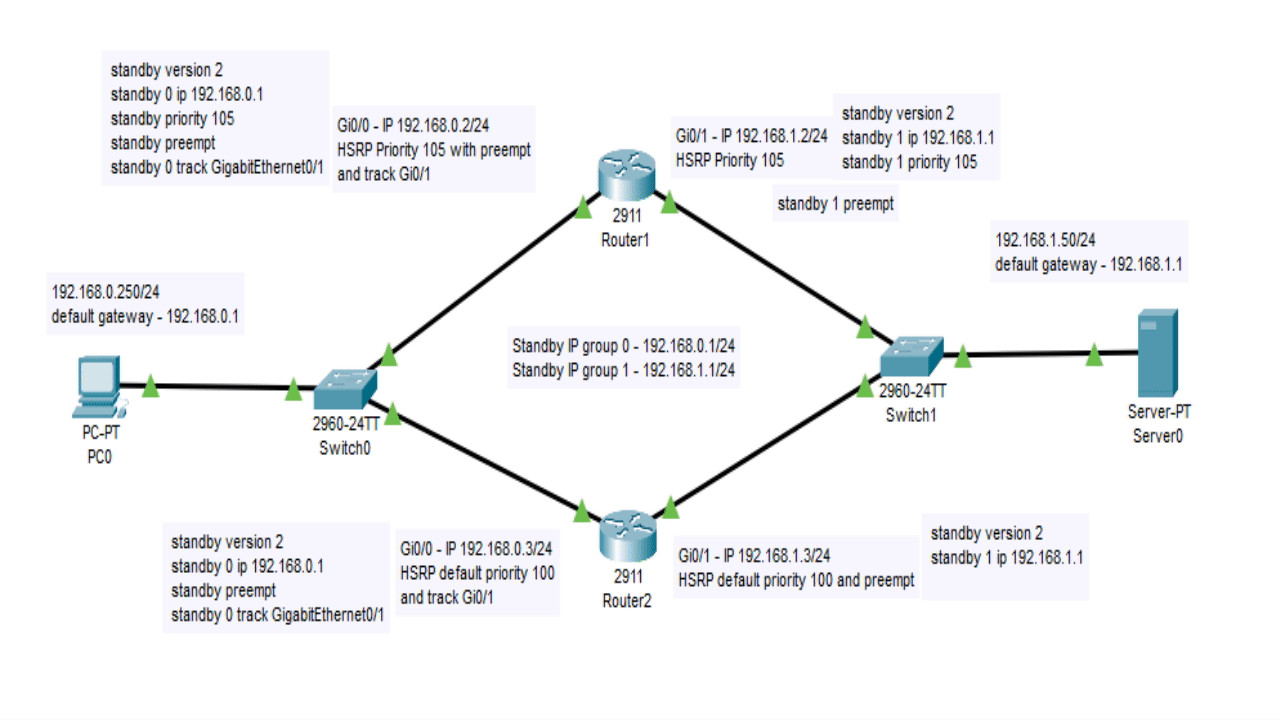 standby version 2
standby 0 ip 192.168.0.1
standby priority 105
standby preempt
standby 0 track GigabitEthernet0/1
Gi0/0 - IP 192.168.0.2/24
HSRP Priority 105 with preempt
and track Gi0/1
Gi0/1 - IP 192.168.1.2/24
HSRP Priority 105
standby version 2
standby 1 ip 192.168.1.1
standby 1 priority 105
standby 1 preempt
2911
Router1
192.168.1.50/24
default gateway - 192.168.1.1
192.168.0.250/24
default gateway - 192.168.0.1
Standby IP group 0 - 192.168.0.1/24
Standby IP group 1 - 192.168.1.1/24
PC-PT
PC0
2960-24TT
Switch0
2960-24TT
Switch1
Server-PT
Server0
standby version 2
standby 0 ip 192.168.0.1
standby preempt
standby 0 track GigabitEthernet0/1
Gi0/0 - IP 192.168.0.3/24
HSRP default priority 100
and track Gi0/1
2911
Router2
Gi0/1 - IP 192.168.1.3/24
HSRP default priority 100 and preempt
standby version 2
standby 1 ip 192.168.1.1